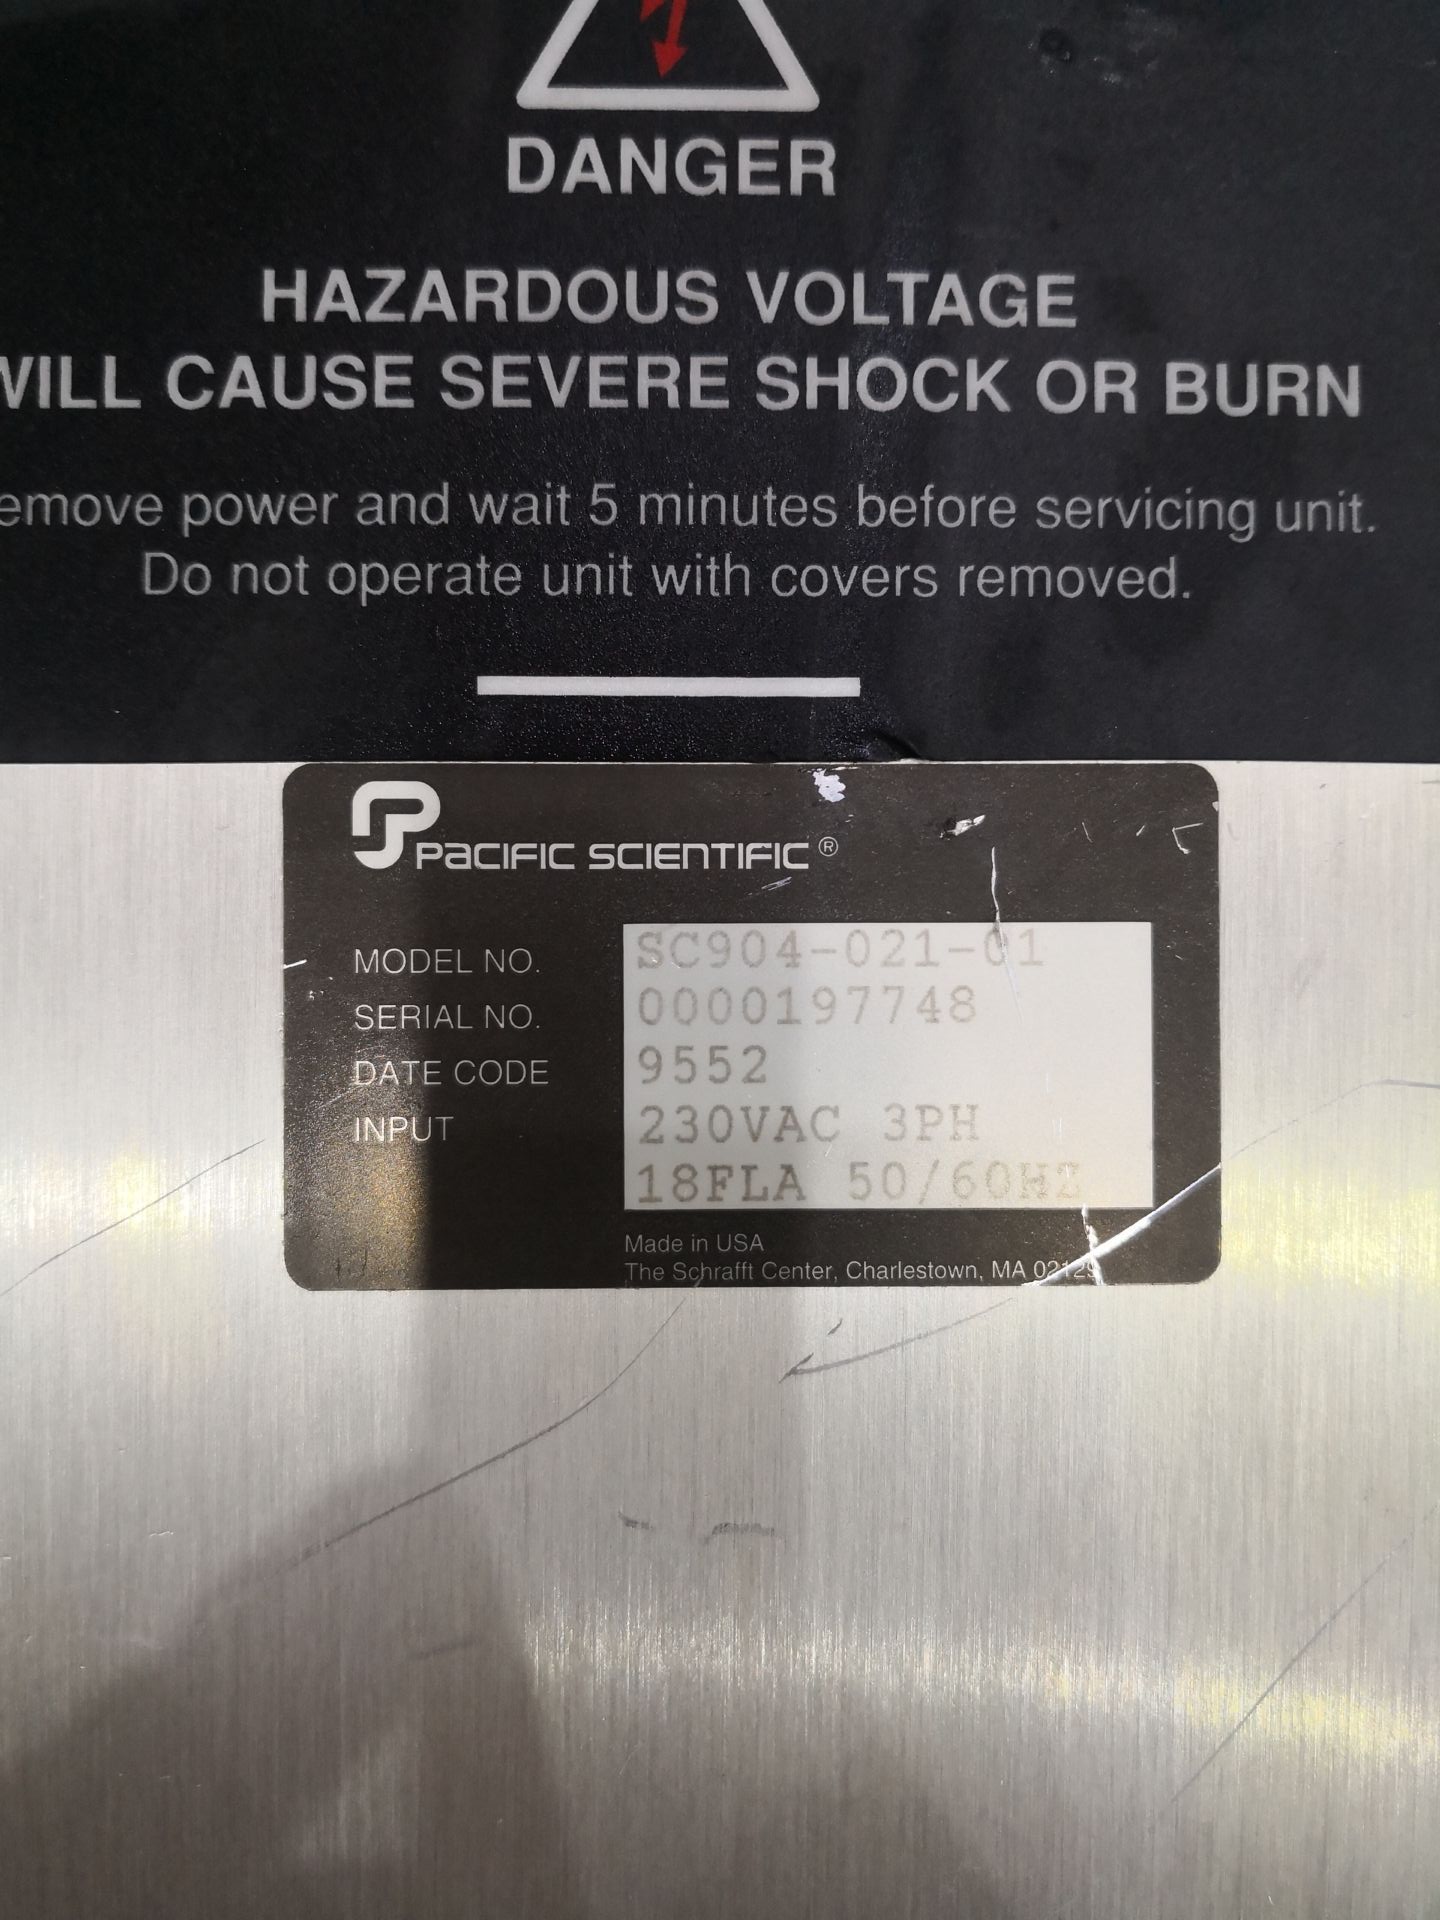 DANGER
HAZARDOUS VOLTAGE
WILL CAUSE SEVERE SHOCK OR BURN
emove power and wait 5 minutes before servicing unit.
Do not operate unit with covers removed.
PACIFIC SCIENTIFIC®
MODEL NO. SC904-021-01
SERIAL NO. 0000197748
DATE CODE 9552
INPUT 230VAC 3PH
18FLA 50/60HZ
Made in USA
The Schrafft Center, Charlestown, MA 02129